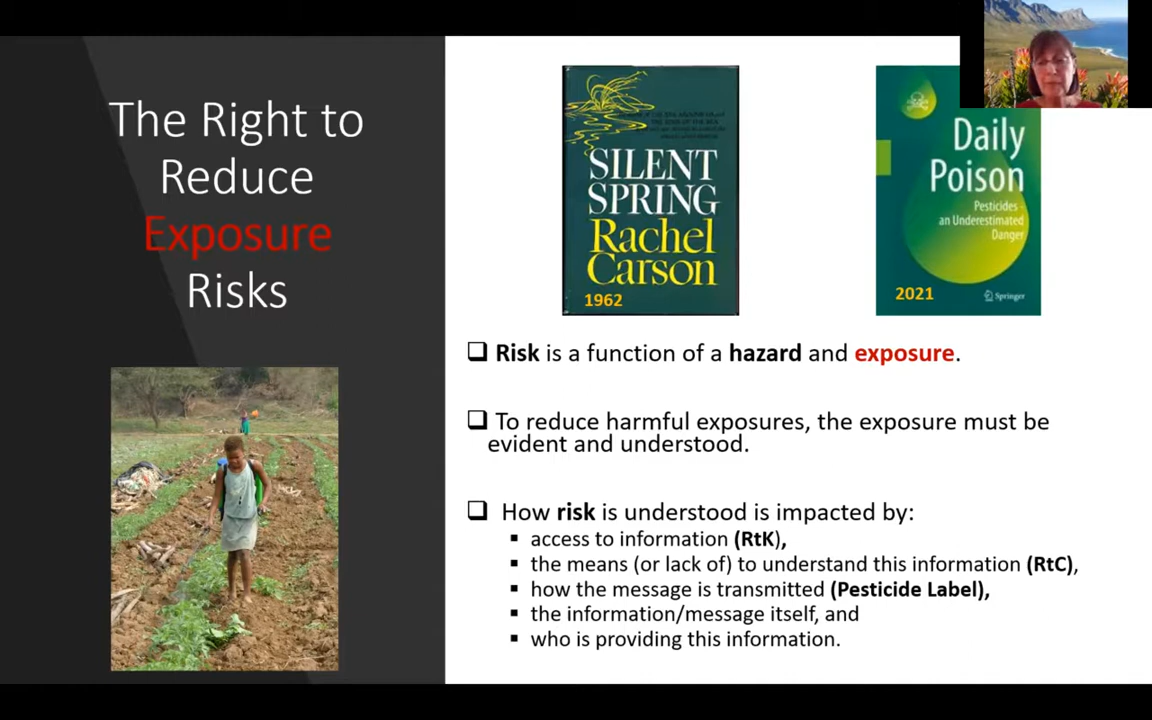 The Right to
Reduce
Exposure
Risks
SILENT
SPRING
Rachel
Carson
1962
Daily
Poison
Pesticides -
an Underestimated
Danger
2021
Springer
❑ Risk is a function of a hazard and exposure.
❑ To reduce harmful exposures, the exposure must be
evident and understood.
❑ How risk is understood is impacted by:
▪ access to information (RtK),
▪ the means (or lack of) to understand this information (RtC),
▪ how the message is transmitted (Pesticide Label),
▪ the information/message itself, and
▪ who is providing this information.